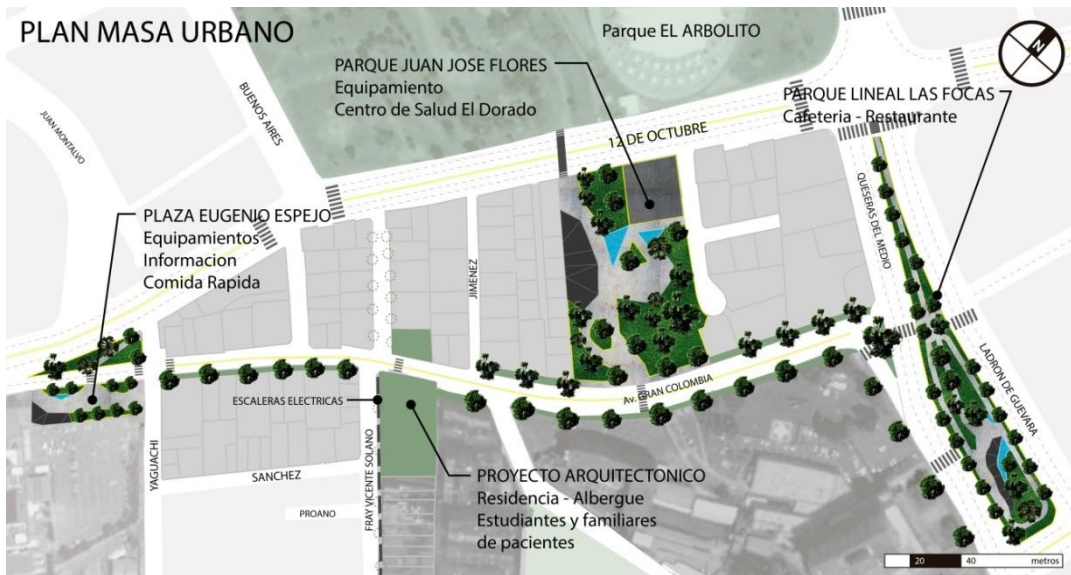 PLAN MASA URBANO
Parque EL ARBOLITO
N
PARQUE JUAN JOSE FLORES
Equipamiento
Centro de Salud El Dorado
PARQUE LINEAL LAS FOCAS
Cafeteria - Restaurante
BUENOS AIRES
JUAN MONTALVO
12 DE OCTUBRE
QUESERAS DEL MEDIO
PLAZA EUGENIO ESPEJO
Equipamientos
Informacion
Comida Rapida
JIMENEZ
LADRON DE GUEVARA
Av. GRAN COLOMBIA
ESCALERAS ELECTRICAS
YAGUACHI
SANCHEZ
FRAY VICENTE SOLANO
PROANO
PROYECTO ARQUITECTONICO
Residencia - Albergue
Estudiantes y familiares
de pacientes
20 40 metros